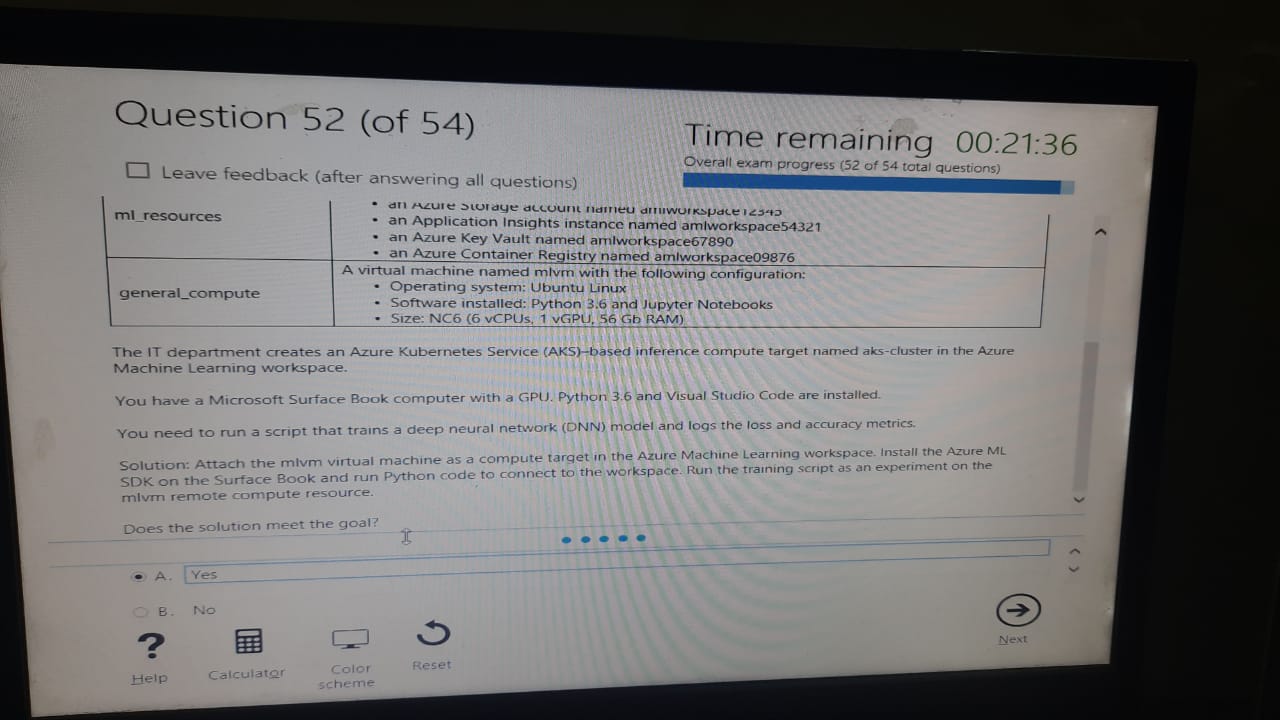 Question 52 (of 54)
Time remaining 00:21:36
Overall exam progress (52 of 54 total questions)
Leave feedback (after answering all questions)
ml_resources
• an Azure Storage account named amlworkspace12345
• an Application Insights instance named amlworkspace54321
• an Azure Key Vault named amlworkspace67890
• an Azure Container Registry named amlworkspace09876
general_compute
A virtual machine named mlvm with the following configuration:
• Operating system: Ubuntu Linux
• Software installed: Python 3.6 and Jupyter Notebooks
• Size: NC6 (6 vCPUs, 1 vGPU, 56 Gb RAM)
The IT department creates an Azure Kubernetes Service (AKS)-based inference compute target named aks-cluster in the Azure
Machine Learning workspace.
You have a Microsoft Surface Book computer with a GPU. Python 3.6 and Visual Studio Code are installed.
You need to run a script that trains a deep neural network (DNN) model and logs the loss and accuracy metrics.
Solution: Attach the mlvm virtual machine as a compute target in the Azure Machine Learning workspace. Install the Azure ML
SDK on the Surface Book and run Python code to connect to the workspace. Run the training script as an experiment on the
mlvm remote compute resource.
Does the solution meet the goal?
A. Yes
B. No
Help
Calculator
Color
scheme
Reset
Next